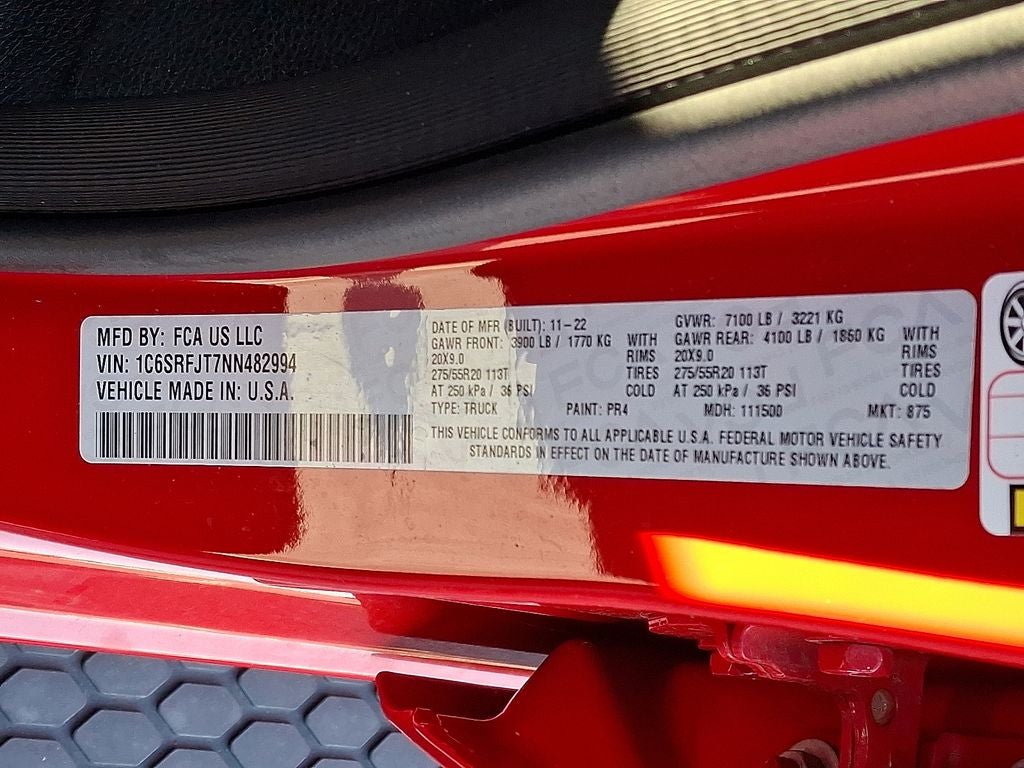 MFD BY: FCA US LLC
VIN: 1C6SRFJT7NN482994
VEHICLE MADE IN: U.S.A.
DATE OF MFR (BUILT): 11-22
GAWR FRONT: 3900 LB / 1770 KG WITH
20X9.0 RIMS
275/55R20 113T TIRES
AT 250 kPa / 36 PSI COLD
GVWR: 7100 LB / 3221 KG
GAWR REAR: 4100 LB / 1860 KG WITH
20X9.0 RIMS
275/55R20 113T TIRES
AT 250 kPa / 36 PSI COLD
TYPE: TRUCK PAINT: PR4 MDH: 111500 MKT: 875
THIS VEHICLE CONFORMS TO ALL APPLICABLE U.S.A. FEDERAL MOTOR VEHICLE SAFETY
STANDARDS IN EFFECT ON THE DATE OF MANUFACTURE SHOWN ABOVE.